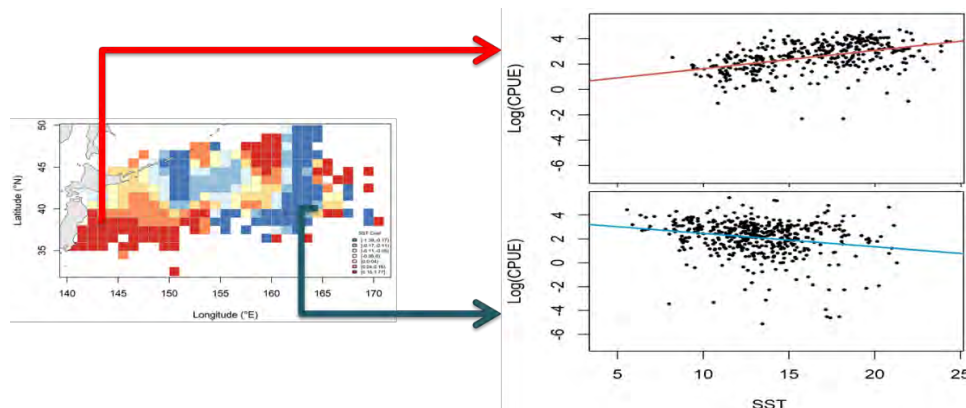 Log(CPUE)
-6 -4 -2 0 2 4
Latitude (°N)
35 40 45 50
SST Coef
140 145 150 155 160 165 170
Longitude (°E)
Log(CPUE)
-6 -4 -2 0 2 4
5 10 15 20 25
SST